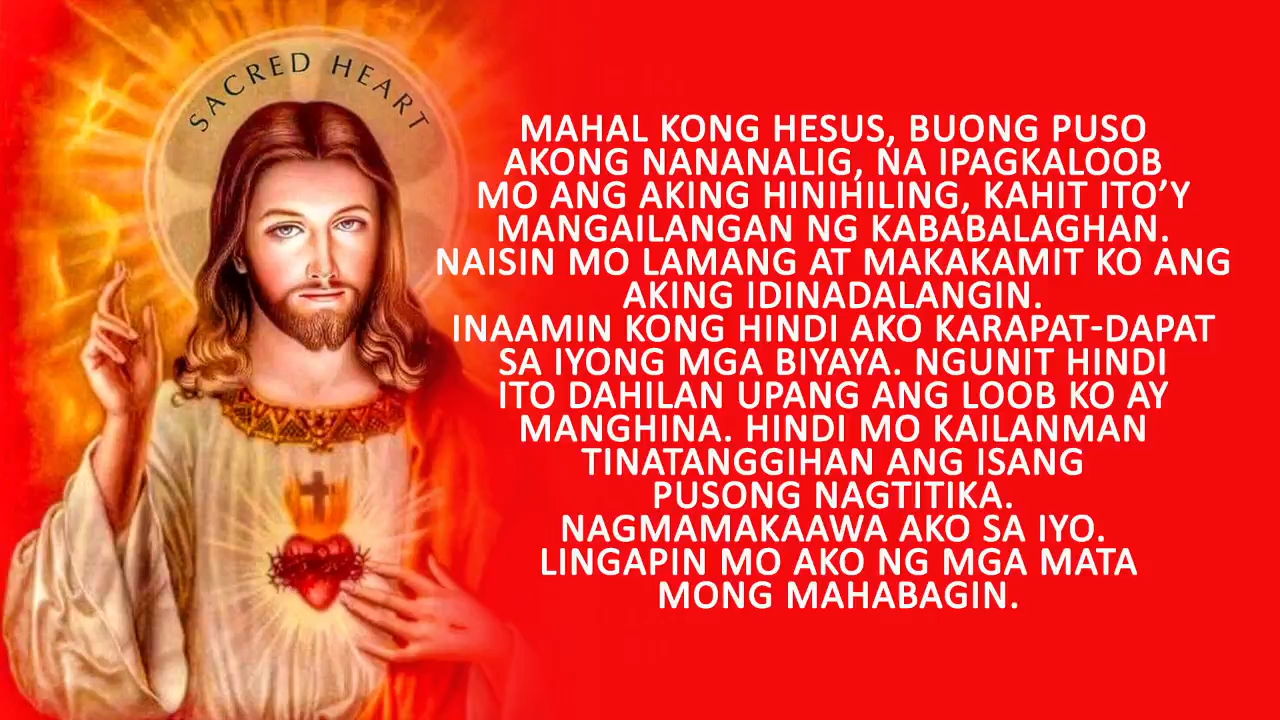 SACRED HEART
MAHAL KONG HESUS, BUONG PUSO
AKONG NANANALIG, NA IPAGKALOOB
MO ANG AKING HINIHILING, KAHIT ITO’Y
MANGAILANGAN NG KABABALAGHAN.
NAISIN MO LAMANG AT MAKAKAMIT KO ANG
AKING IDINADALANGIN.
INAAMIN KONG HINDI AKO KARAPAT-DAPAT
SA IYONG MGA BIYAYA. NGUNIT HINDI
ITO DAHILAN UPANG ANG LOOB KO AY
MANGHINA. HINDI MO KAILANMAN
TINATANGGIHAN ANG ISANG
PUSONG NAGTITIKA.
NAGMAMAKAAWA AKO SA IYO.
LINGAPIN MO AKO NG MGA MATA
MONG MAHABAGIN.